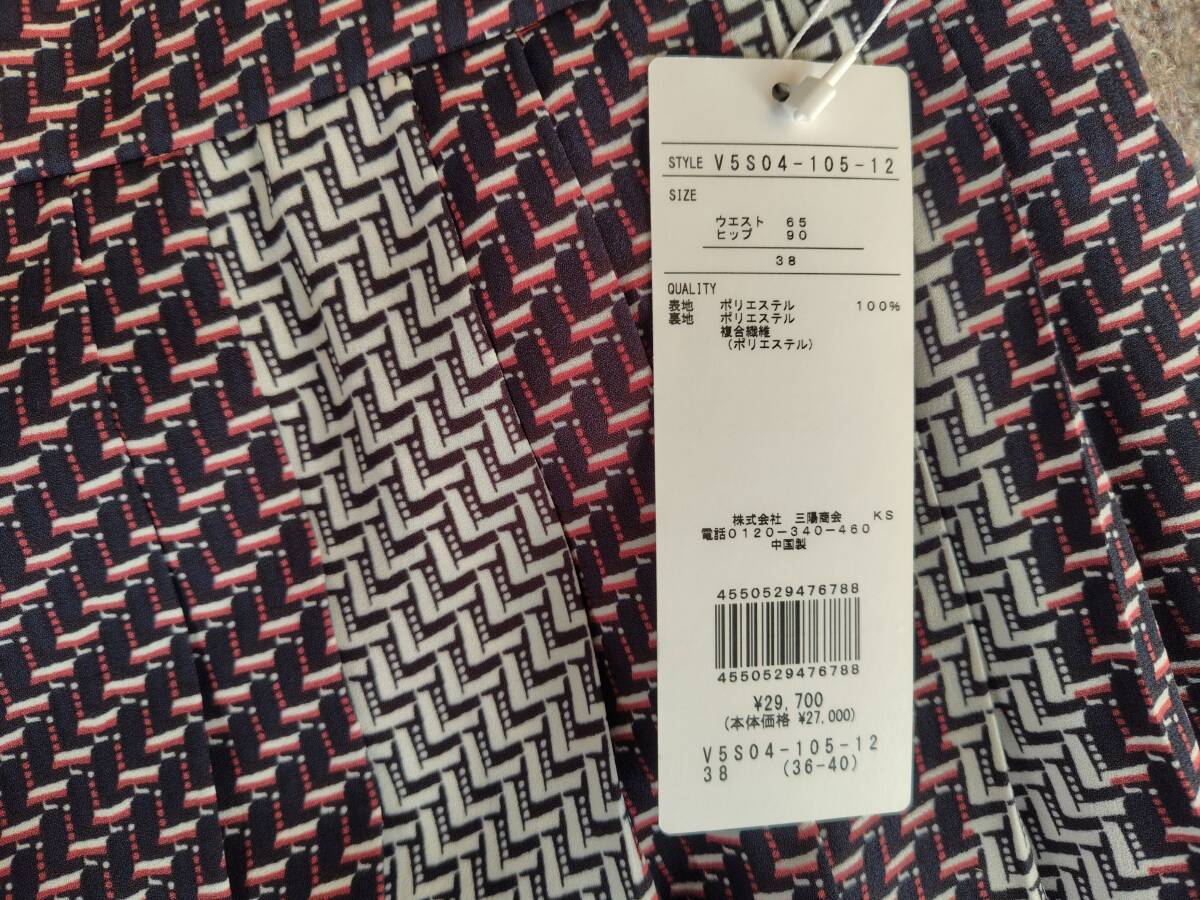 STYLE V5S04-105-12
SIZE
ウエスト 65
ヒップ 90
38
QUALITY
表地 ポリエステル 100%
裏地 ポリエステル
複合繊維
(ポリエステル)
株式会社 三陽商会 KS
電話0120-340-460
中国製
4550529476788
4550529476788
¥29,700
(本体価格 ¥27,000)
V5S04-105-12
38 (36-40)